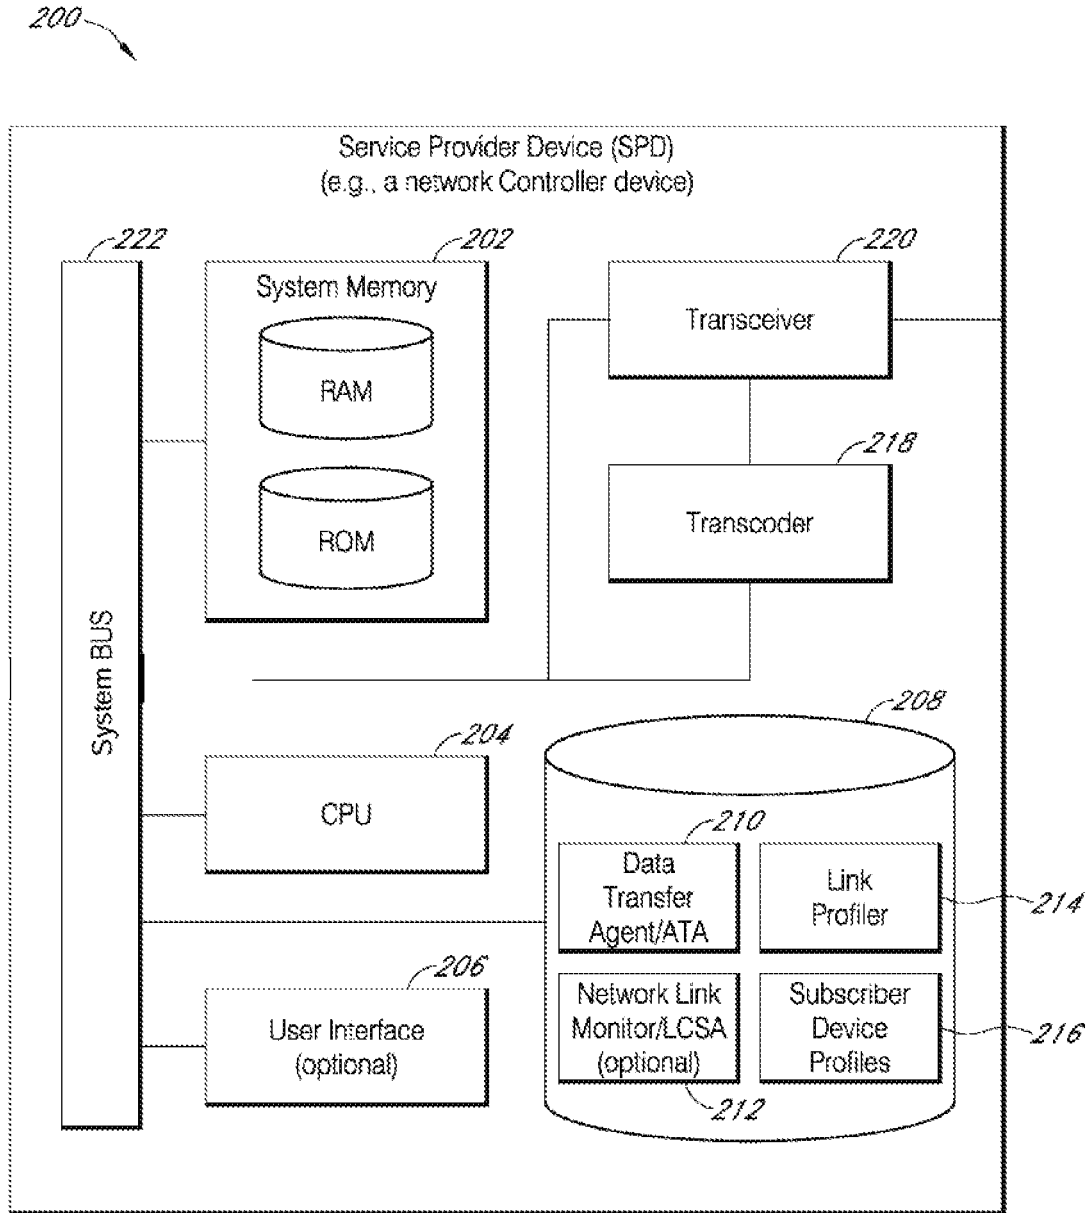 200
Service Provider Device (SPD)
(e.g., a network Controller device)
222
202
220
System Memory
Transceiver
RAM
218
Transcoder
ROM
System BUS
208
204
CPU
210
Data
Transfer
Agent/ATA
Link
Profiler
214
206
User Interface
(optional)
Network Link
Monitor/LCSA
(optional)
Subscriber
Device
Profiles
216
212